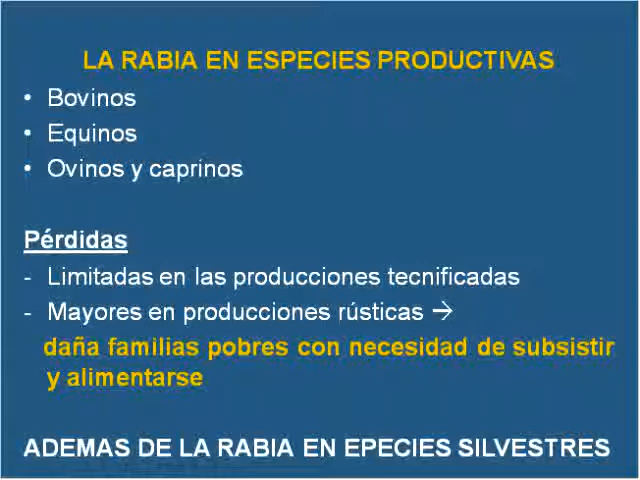 LA RABIA EN ESPECIES PRODUCTIVAS
• Bovinos
• Equinos
• Ovinos y caprinos
Pérdidas
- Limitadas en las producciones tecnificadas
- Mayores en producciones rústicas →
daña familias pobres con necesidad de subsistir
y alimentarse
ADEMAS DE LA RABIA EN EPECIES SILVESTRES